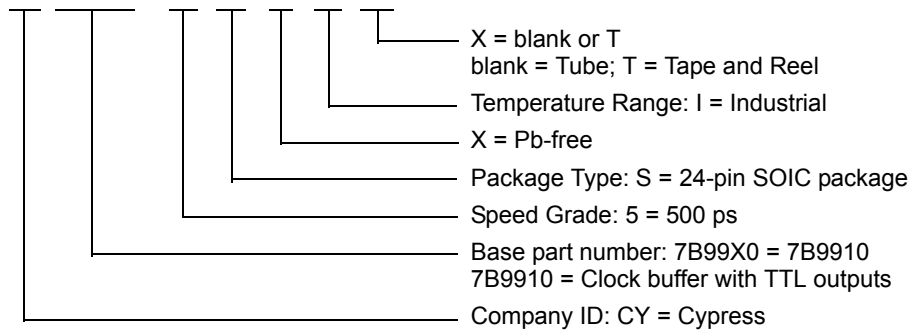 X = blank or T
blank = Tube; T = Tape and Reel
Temperature Range: I = Industrial
X = Pb-free
Package Type: S = 24-pin SOIC package
Speed Grade: 5 = 500 ps
Base part number: 7B99X0 = 7B9910
7B9910 = Clock buffer with TTL outputs
Company ID: CY = Cypress